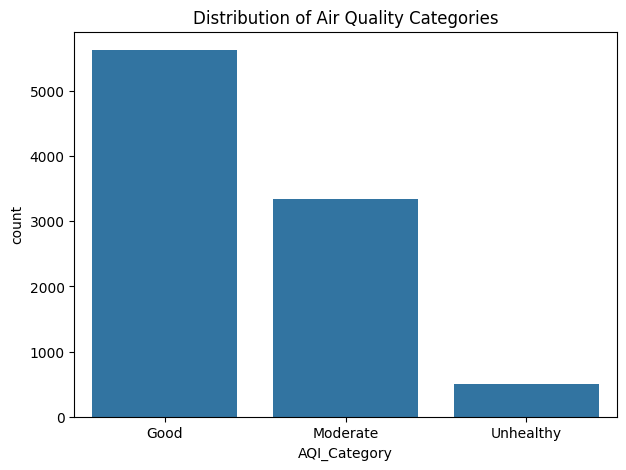 Distribution of Air Quality Categories
5000
4000
3000
2000
1000
0
count
Good Moderate Unhealthy
AQI_Category